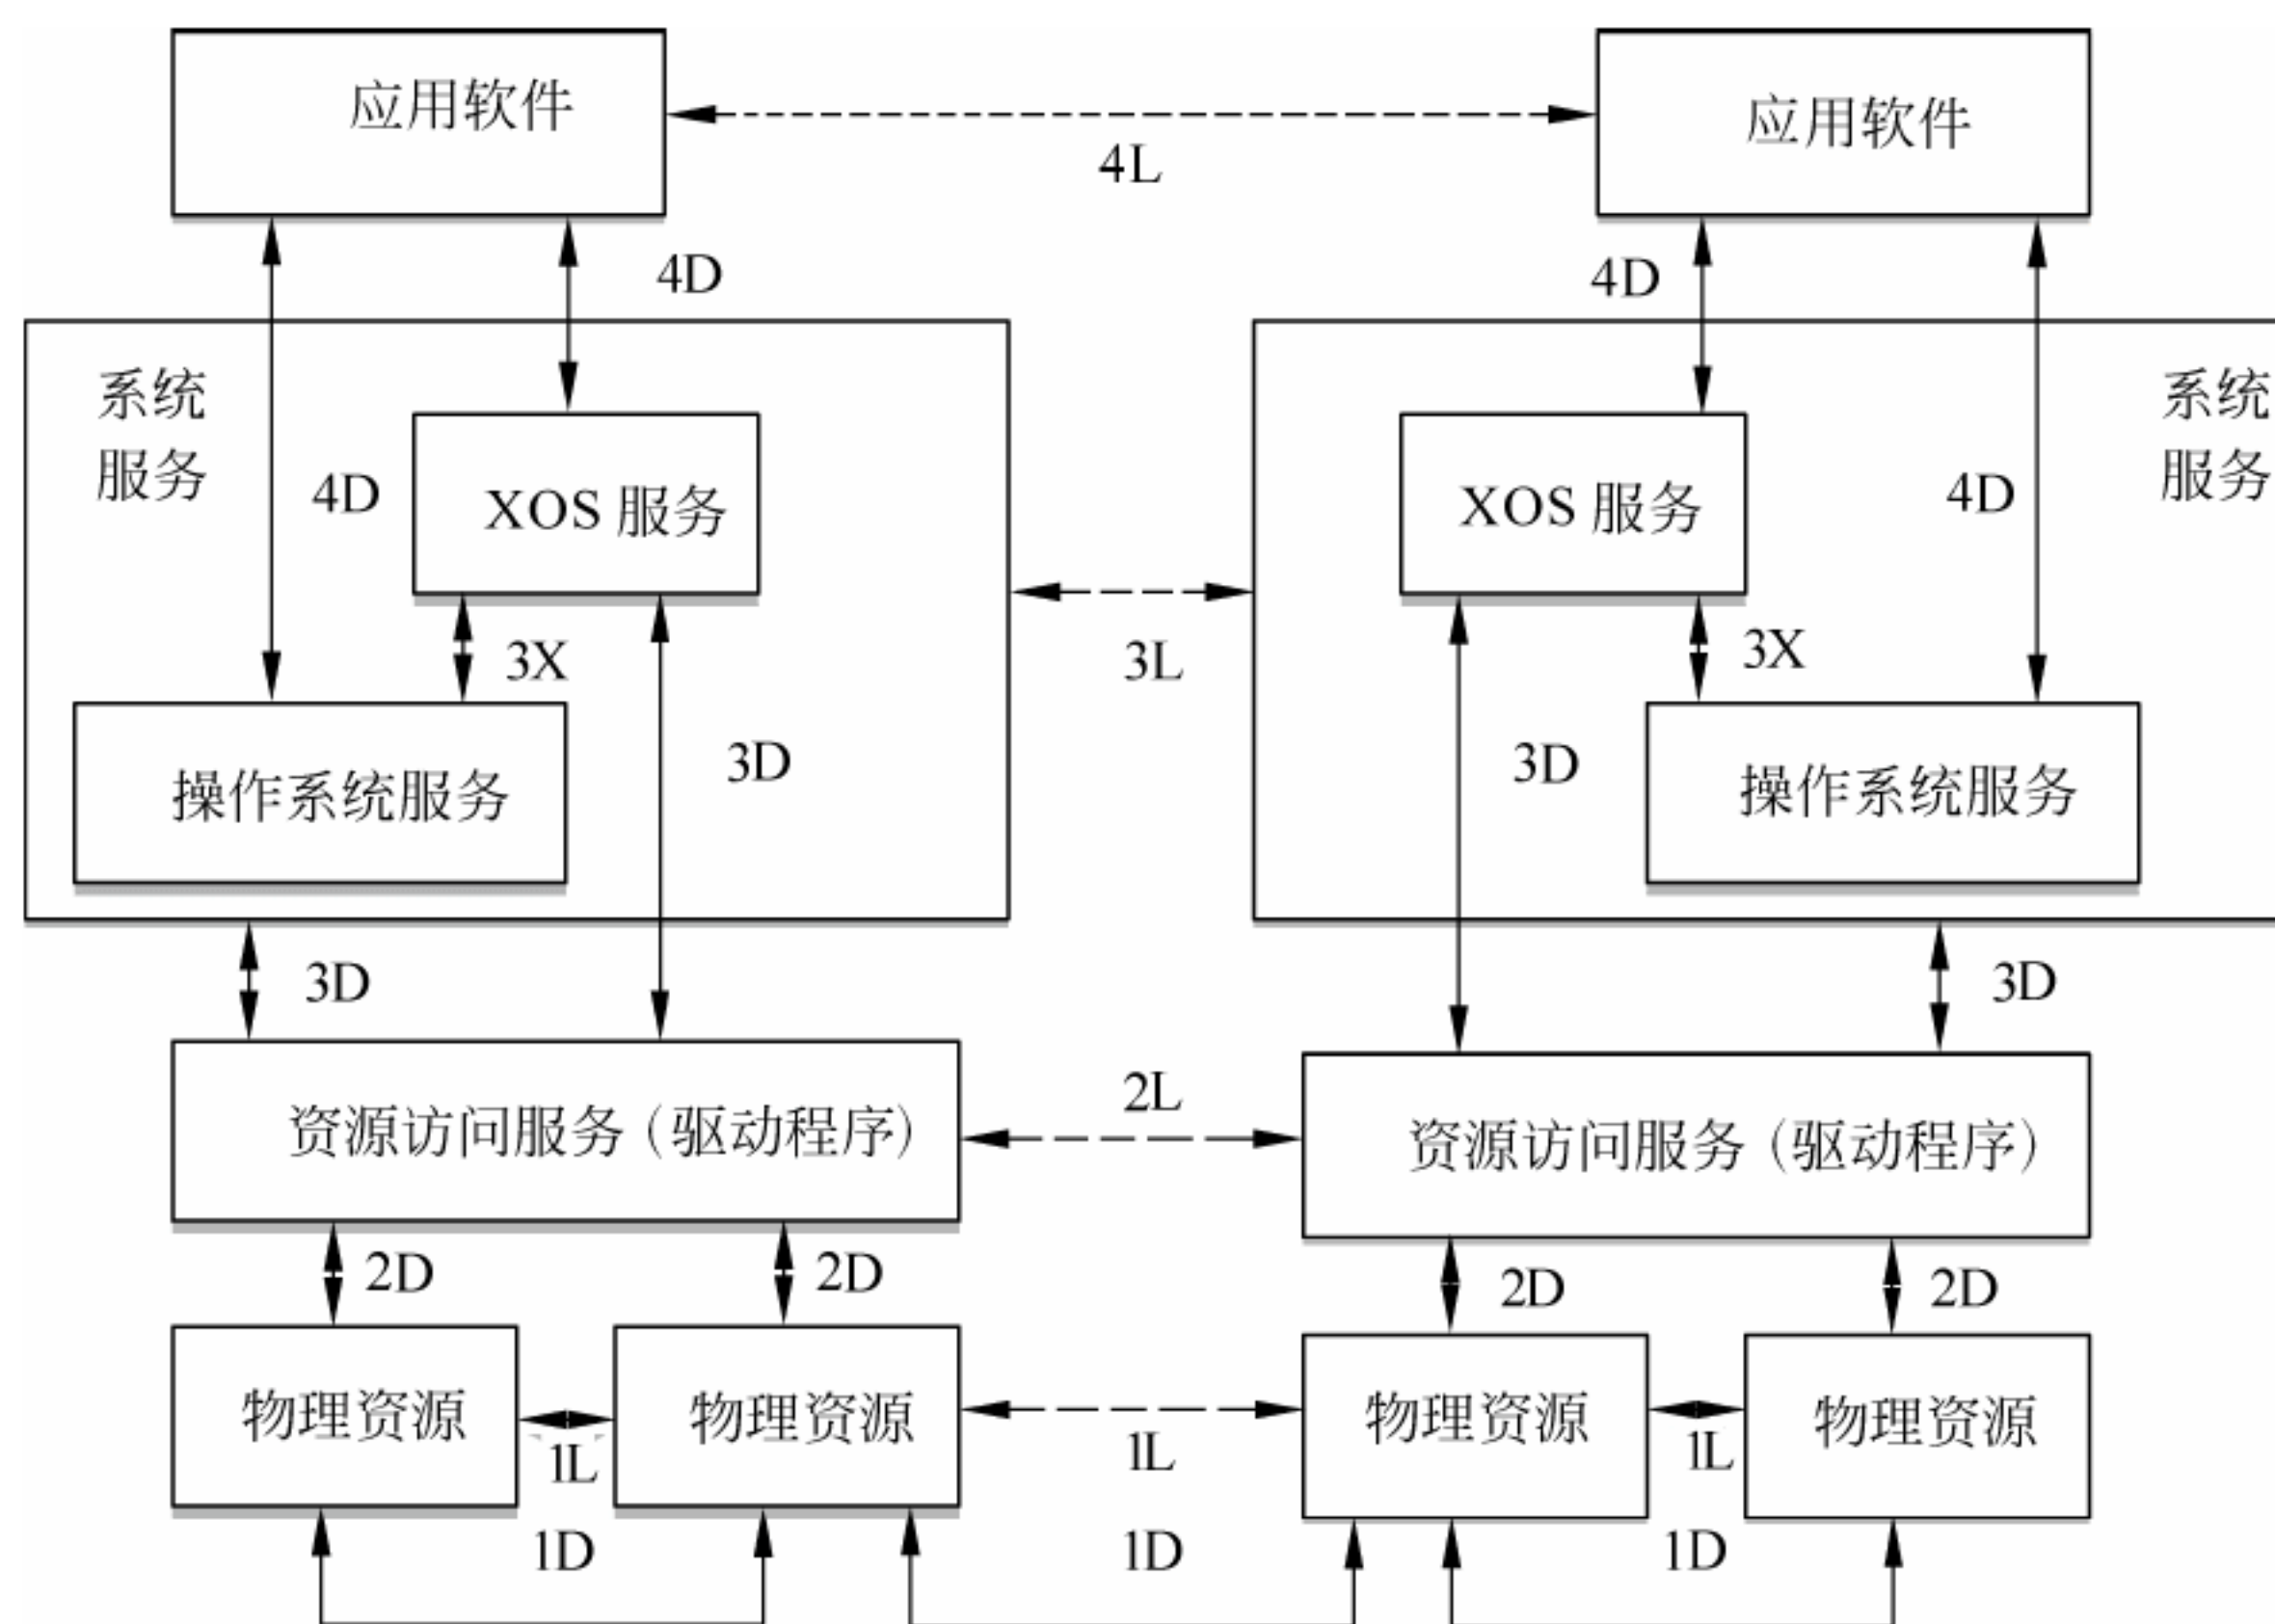 应用软件
应用软件
4L
4D
4D
系统
服务
系统
服务
4D
XOS 服务
XOS 服务
4D
3X
3L
3X
3D
3D
操作系统服务
操作系统服务
3D
3D
2L
资源访问服务（驱动程序）
资源访问服务（驱动程序）
2D
2D
2D
2D
物理资源
物理资源
物理资源
物理资源
1L
1L
1L
1D
1D
1D